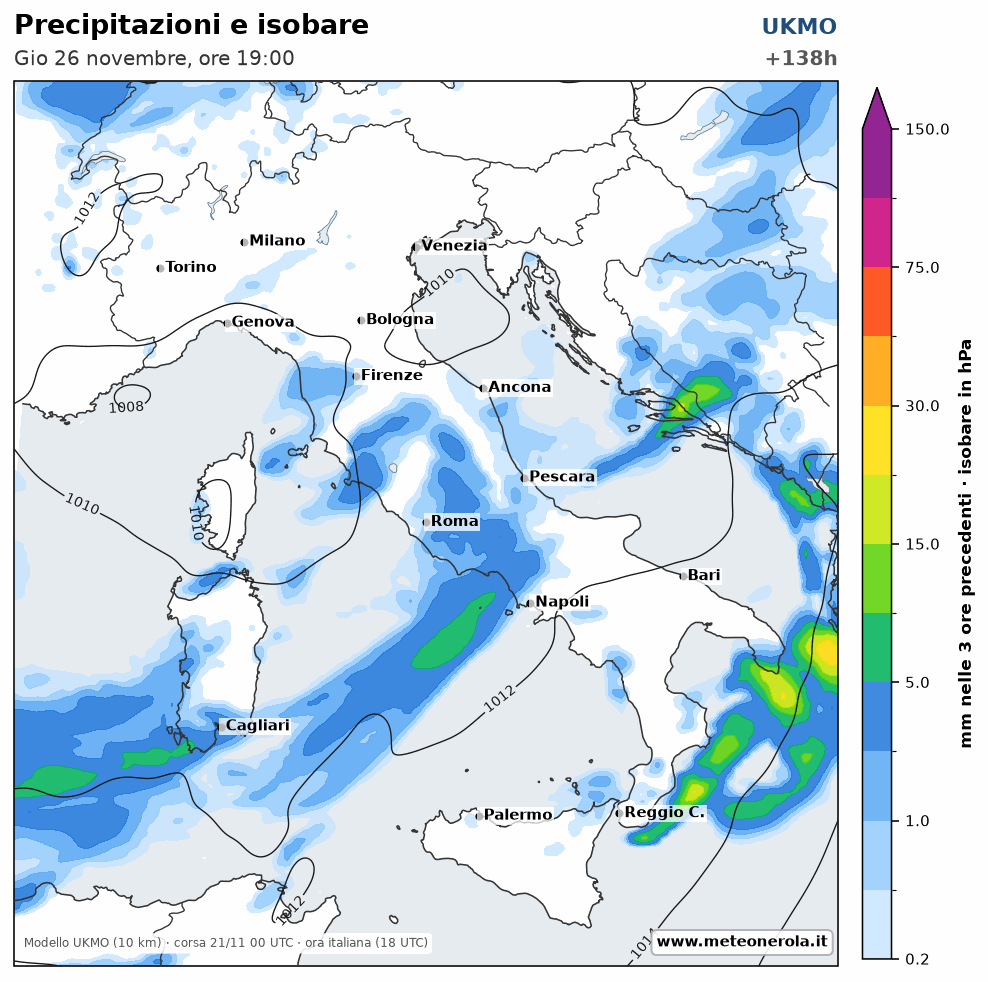 Precipitazioni e isobare
UKMO
Gio 26 novembre, ore 19:00
+138h
150.0
75.0
30.0
15.0
5.0
1.0
0.2
mm nelle 3 ore precedenti · isobare in hPa
1012
Milano
Venezia
Torino
1010
Genova
Bologna
0
Firenze
Ancona
1008
Pescara
1010
1010
Roma
Bari
Napoli
1012
Cagliari
Palermo
Reggio C.
1012
1014
Modello UKMO (10 km) · corsa 21/11 00 UTC · ora italiana (18 UTC)
www.meteonerola.it